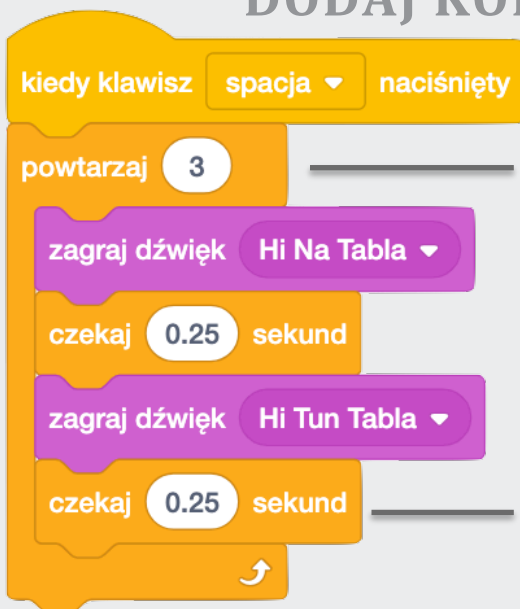 DODAJ
kiedy klawisz spacja naciśnięty
powtarzaj 3
zagraj dźwięk Hi Na Tabla
czekaj 0.25 sekund
zagraj dźwięk Hi Tun Tabla
czekaj 0.25 sekund